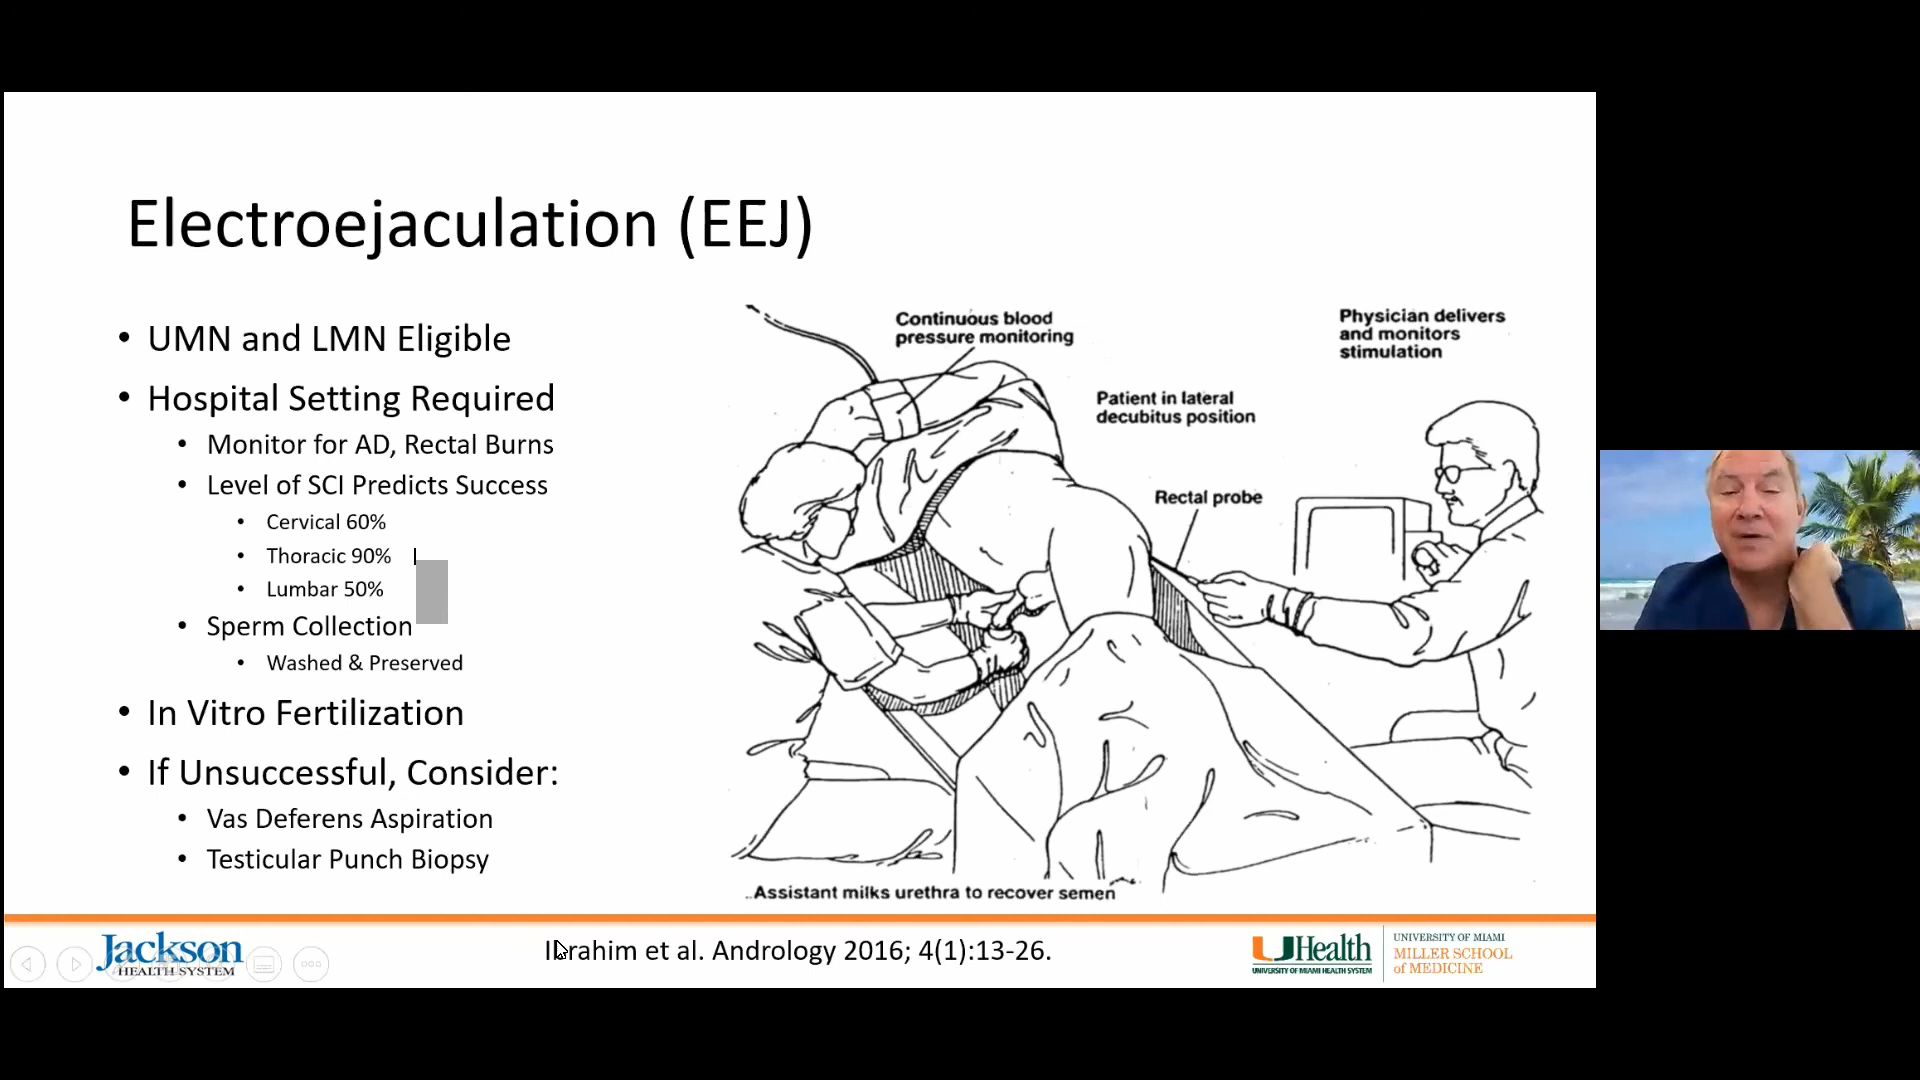 Electroejaculation (EEJ)
• UMN and LMN Eligible
• Hospital Setting Required
• Monitor for AD, Rectal Burns
• Level of SCI Predicts Success
• Cervical 60%
• Thoracic 90%
• Lumbar 50%
• Sperm Collection
• Washed & Preserved
• In Vitro Fertilization
• If Unsuccessful, Consider:
• Vas Deferens Aspiration
• Testicular Punch Biopsy
Continuous blood
pressure monitoring
Physician delivers
and monitors
stimulation
Patient in lateral
decubitus position
Rectal probe
Assistant milks urethra to recover semen
Jackson
HEALTH SYSTEM
Ibrahim et al. Andrology 2016; 4(1):13-26.
UHealth
UNIVERSITY OF MIAMI HEALTH SYSTEM
UNIVERSITY OF MIAMI
MILLER SCHOOL
of MEDICINE